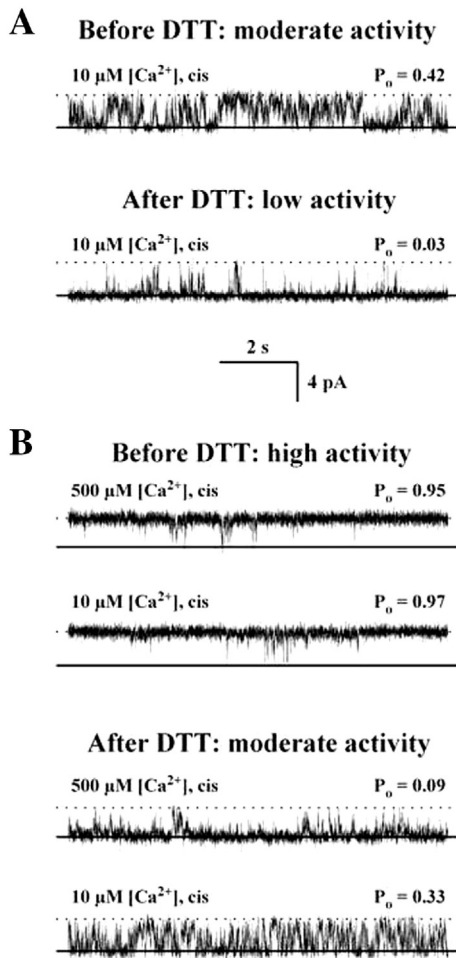 A
Before DTT: moderate activity
10 µM [Ca²⁺], cis Pₒ = 0.42
After DTT: low activity
10 µM [Ca²⁺], cis Pₒ = 0.03
2 s
4 pA
B
Before DTT: high activity
500 µM [Ca²⁺], cis Pₒ = 0.95
10 µM [Ca²⁺], cis Pₒ = 0.97
After DTT: moderate activity
500 µM [Ca²⁺], cis Pₒ = 0.09
10 µM [Ca²⁺], cis Pₒ = 0.33